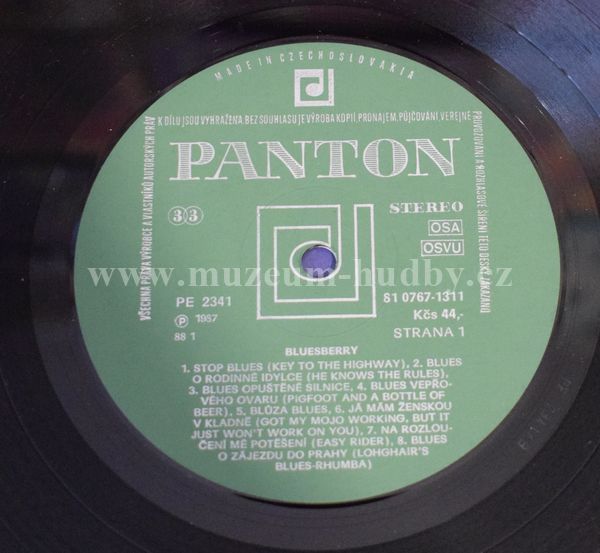 MADE IN CZECHOSLOVAKIA
VŠECHNA PRÁVA VÝROBCE A VLASTNÍKŮ AUTORSKÝCH PRÁV
K DÍLU JSOU VYHRAŽENA. BEZ SOUHLASU JE VÝROBA KOPIÍ, PRONÁJEM, PŮJČOVÁNÍ, VEREJNÉ
PROVOZOVÁNÍ A ROZHLASOVÉ ŠÍŘENÍ TÉTO DESKY ZAKÁZÁNO
PANTON
33
STEREO
OSA
OSVU
www.muzeum-hudby.cz
PE 2341
℗ 1987
88 1
81 0767-1311
Kčs 44,-
STRANA 1
BLUESBERRY
1. STOP BLUES (KEY TO THE HIGHWAY), 2. BLUES
O RODINNÉ IDYLCE (HE KNOWS THE RULES),
3. BLUES OPUŠTĚNÉ SILNICE, 4. BLUES VEPŘO-
VÉHO OVARU (PIGFOOT AND A BOTTLE OF
BEER), 5. BLŮZA BLUES, 6. JÁ MÁM ŽENSKOU
V KLADNĚ (GOT MY MOJO WORKING, BUT IT
JUST WON'T WORK ON YOU), 7. NA ROZLOU-
ČENÍ MÉ POTĚŠENÍ (EASY RIDER), 8. BLUES
O ZÁJEZDU DO PRAHY (LOHGHAIR'S
BLUES-RHUMBA)